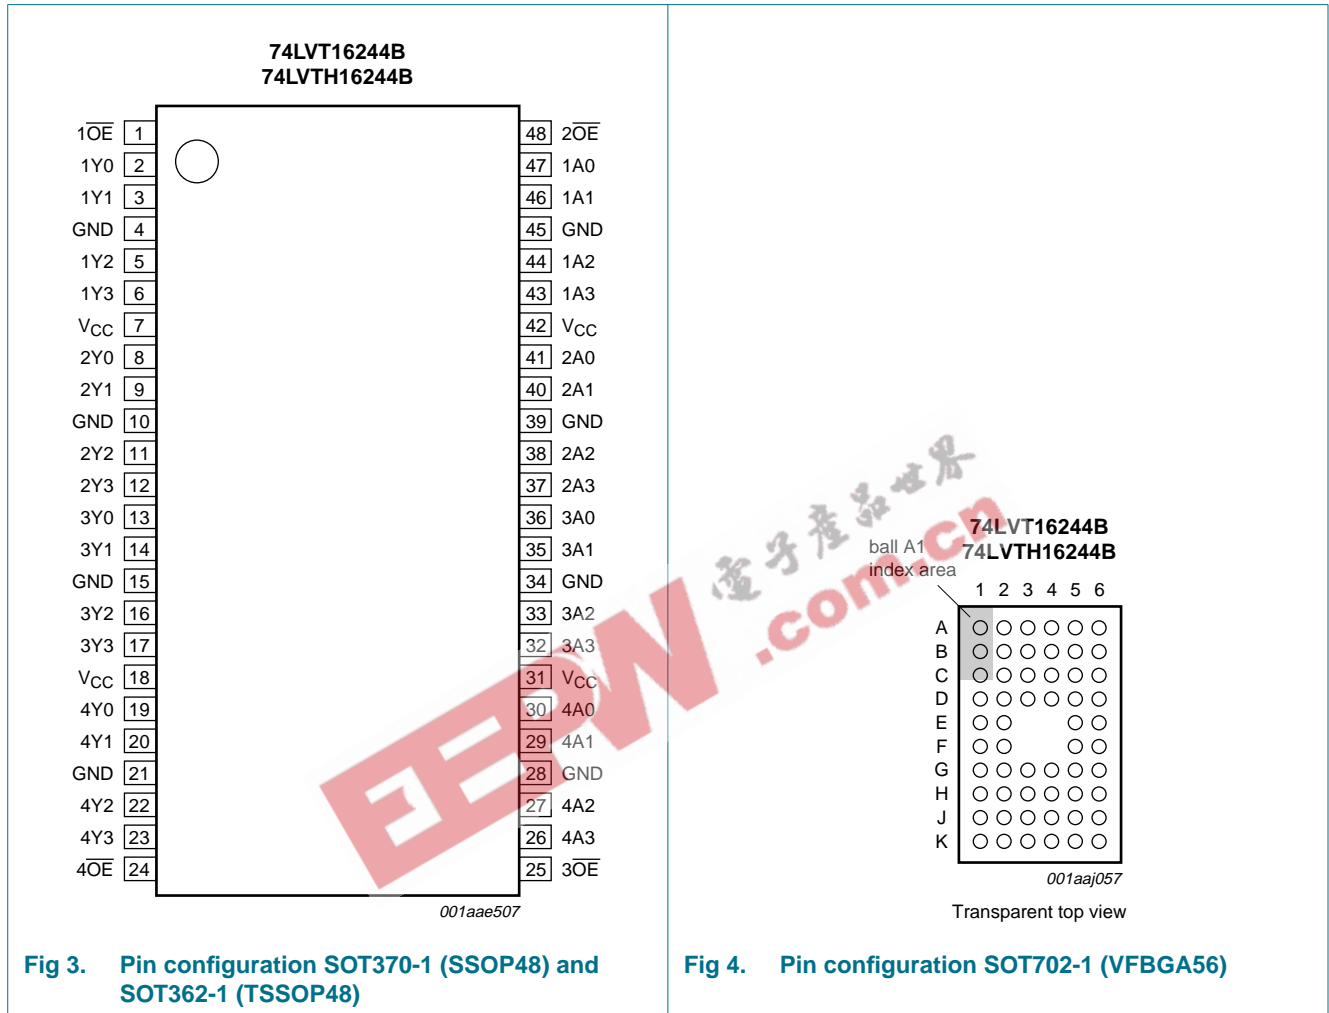 74LVT16244B
74LVTH16244B
1OE 1 48 2OE
1Y0 2 47 1A0
1Y1 3 46 1A1
GND 4 45 GND
1Y2 5 44 1A2
1Y3 6 43 1A3
VCC 7 42 VCC
2Y0 8 41 2A0
2Y1 9 40 2A1
GND 10 39 GND
2Y2 11 38 2A2
2Y3 12 37 2A3
3Y0 13 36 3A0
3Y1 14 35 3A1
GND 15 34 GND
3Y2 16 33 3A2
3Y3 17 32 3A3
VCC 18 31 VCC
4Y0 19 30 4A0
4Y1 20 29 4A1
GND 21 28 GND
4Y2 22 27 4A2
4Y3 23 26 4A3
4OE 24 25 3OE
001aae507
Fig 3. Pin configuration SOT370-1 (SSOP48) and
SOT362-1 (TSSOP48)
74LVT16244B
74LVTH16244B
ball A1
index area
1 2 3 4 5 6
A
B
C
D
E
F
G
H
J
K
001aaj057
Transparent top view
Fig 4. Pin configuration SOT702-1 (VFBGA56)
EEPW
電子產品世界
.com.cn